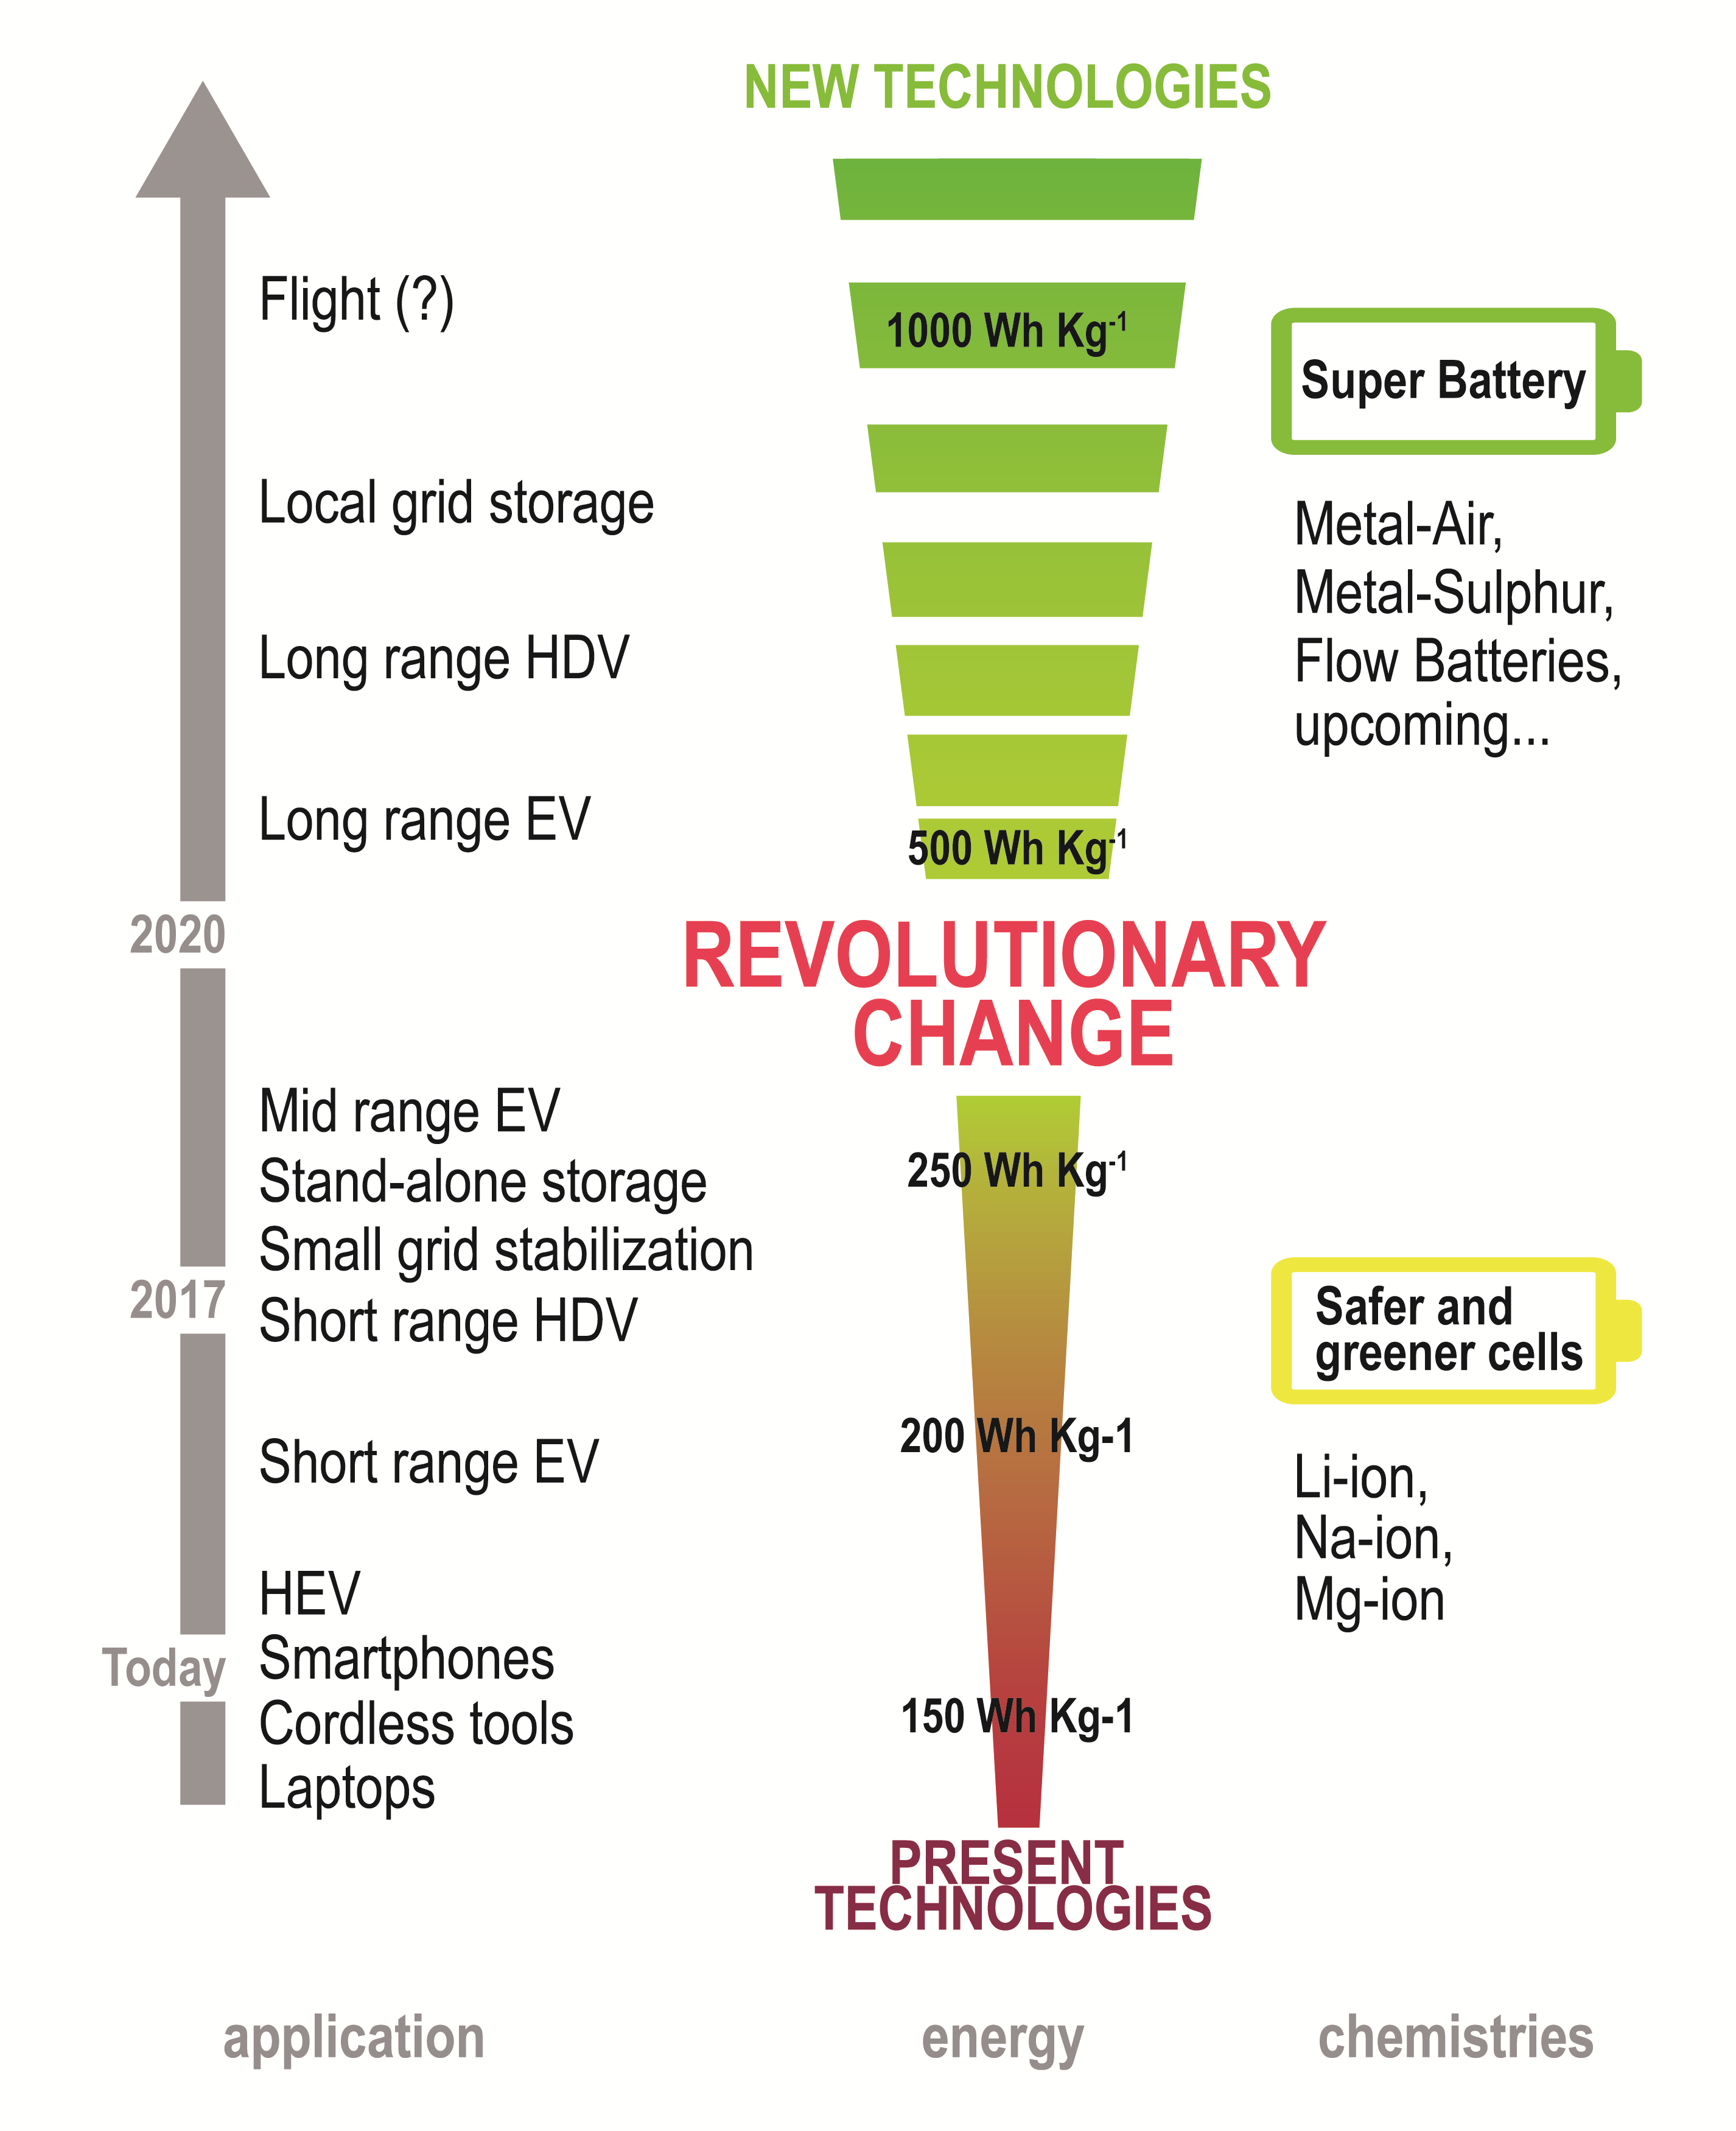 NEW TECHNOLOGIES
Flight (?)
1000 Wh Kg-1
Super Battery
Local grid storage
Metal-Air,
Metal-Sulphur,
Long range HDV
Flow Batteries,
upcoming...
Long range EV
500 Wh Kg-1
2020
REVOLUTIONARY
CHANGE
Mid range EV
250 Wh Kg-1
Stand-alone storage
Small grid stabilization
2017
Short range HDV
Safer and
greener cells
200 Wh Kg-1
Short range EV
Li-ion,
Na-ion,
Mg-ion
HEV
Today
Smartphones
Cordless tools
150 Wh Kg-1
Laptops
PRESENT
TECHNOLOGIES
application
energy
chemistries